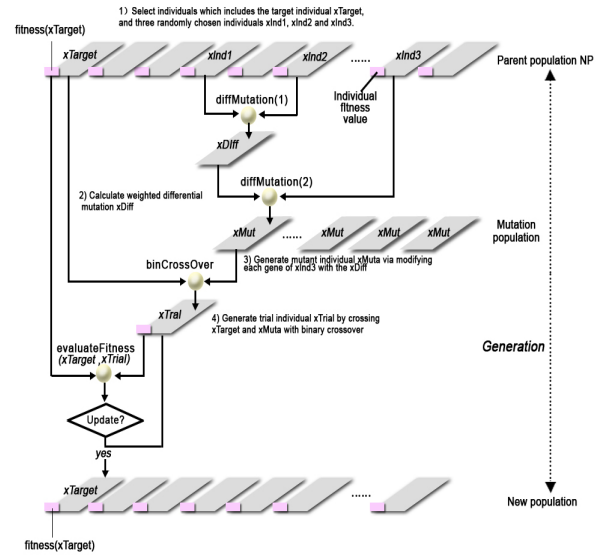 1) Select individuals which includes the target individual xTarget,
and three randomly chosen individuals xInd1, xInd2 and xInd3.
fitness(xTarget)
xTarget
xInd1
xInd2
......
xInd3
Parent population NP
diffMutation(1)
Individual
fitness
value
xDIff
2) Calculate weighted differential
mutation xDiff
diffMutation(2)
xMut
......
xMut
xMut
xMut
Mutation
population
binCrossOver
3) Generate mutant individual xMuta via modifying
each gene of xInd3 with the xDiff
xTral
4) Generate trial individual xTrial by crossing
xTarget and xMuta with binary crossover
evaluateFitness
(xTarget ,xTrial)
Generation
Update?
yes
xTarget
......
New population
fitness(xTarget)